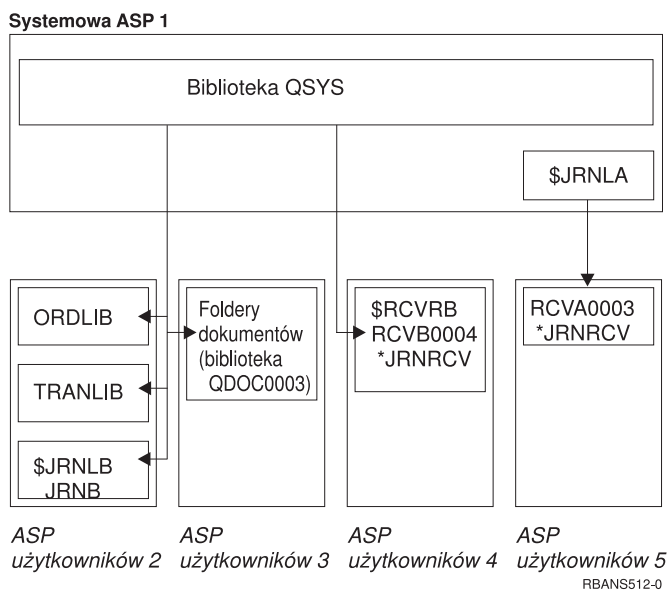 Systemowa ASP 1
Biblioteka QSYS
$JRNLA
ORDLIB
TRANLIB
$JRNLB
JRNB
Foldery
dokumentów
(biblioteka
QDOC0003)
$RCVRB
RCVB0004
*JRNRCV
RCVA0003
*JRNRCV
ASP
użytkowników 2
ASP
użytkowników 3
ASP
użytkowników 4
ASP
użytkowników 5
RBANS512-0